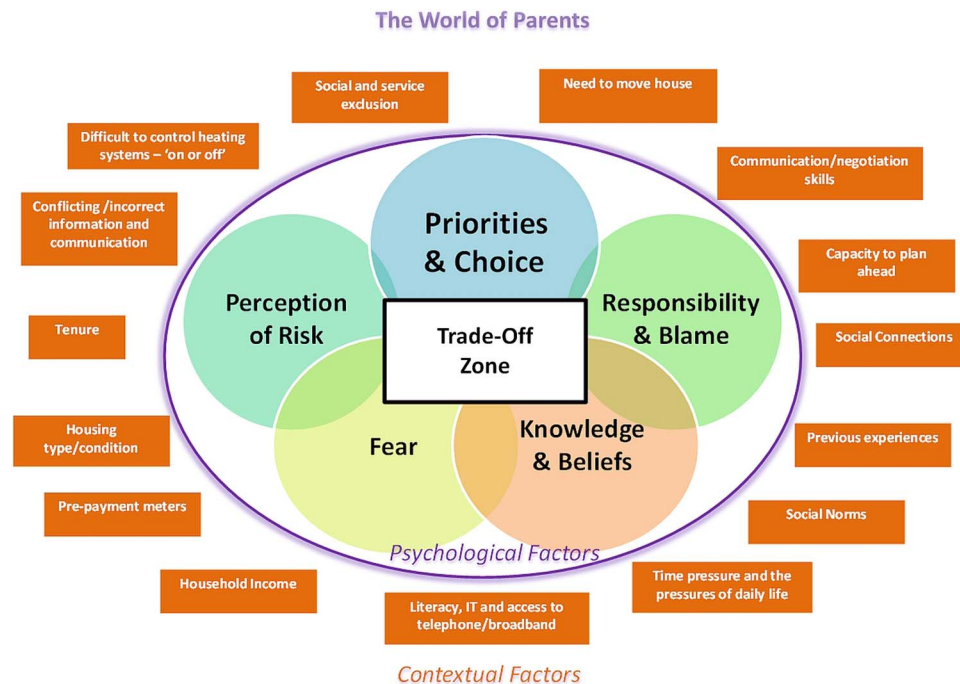 The World of Parents
Social and service
exclusion
Need to move house
Difficult to control heating
systems – ‘on or off’
Communication/negotiation
skills
Conflicting /incorrect
information and
communication
Priorities
& Choice
Capacity to plan
ahead
Perception
of Risk
Responsibility
& Blame
Tenure
Trade-Off
Zone
Social Connections
Housing
type/condition
Fear
Knowledge
& Beliefs
Previous experiences
Pre-payment meters
Social Norms
Psychological Factors
Household Income
Time pressure and the
pressures of daily life
Literacy, IT and access to
telephone/broadband
Contextual Factors